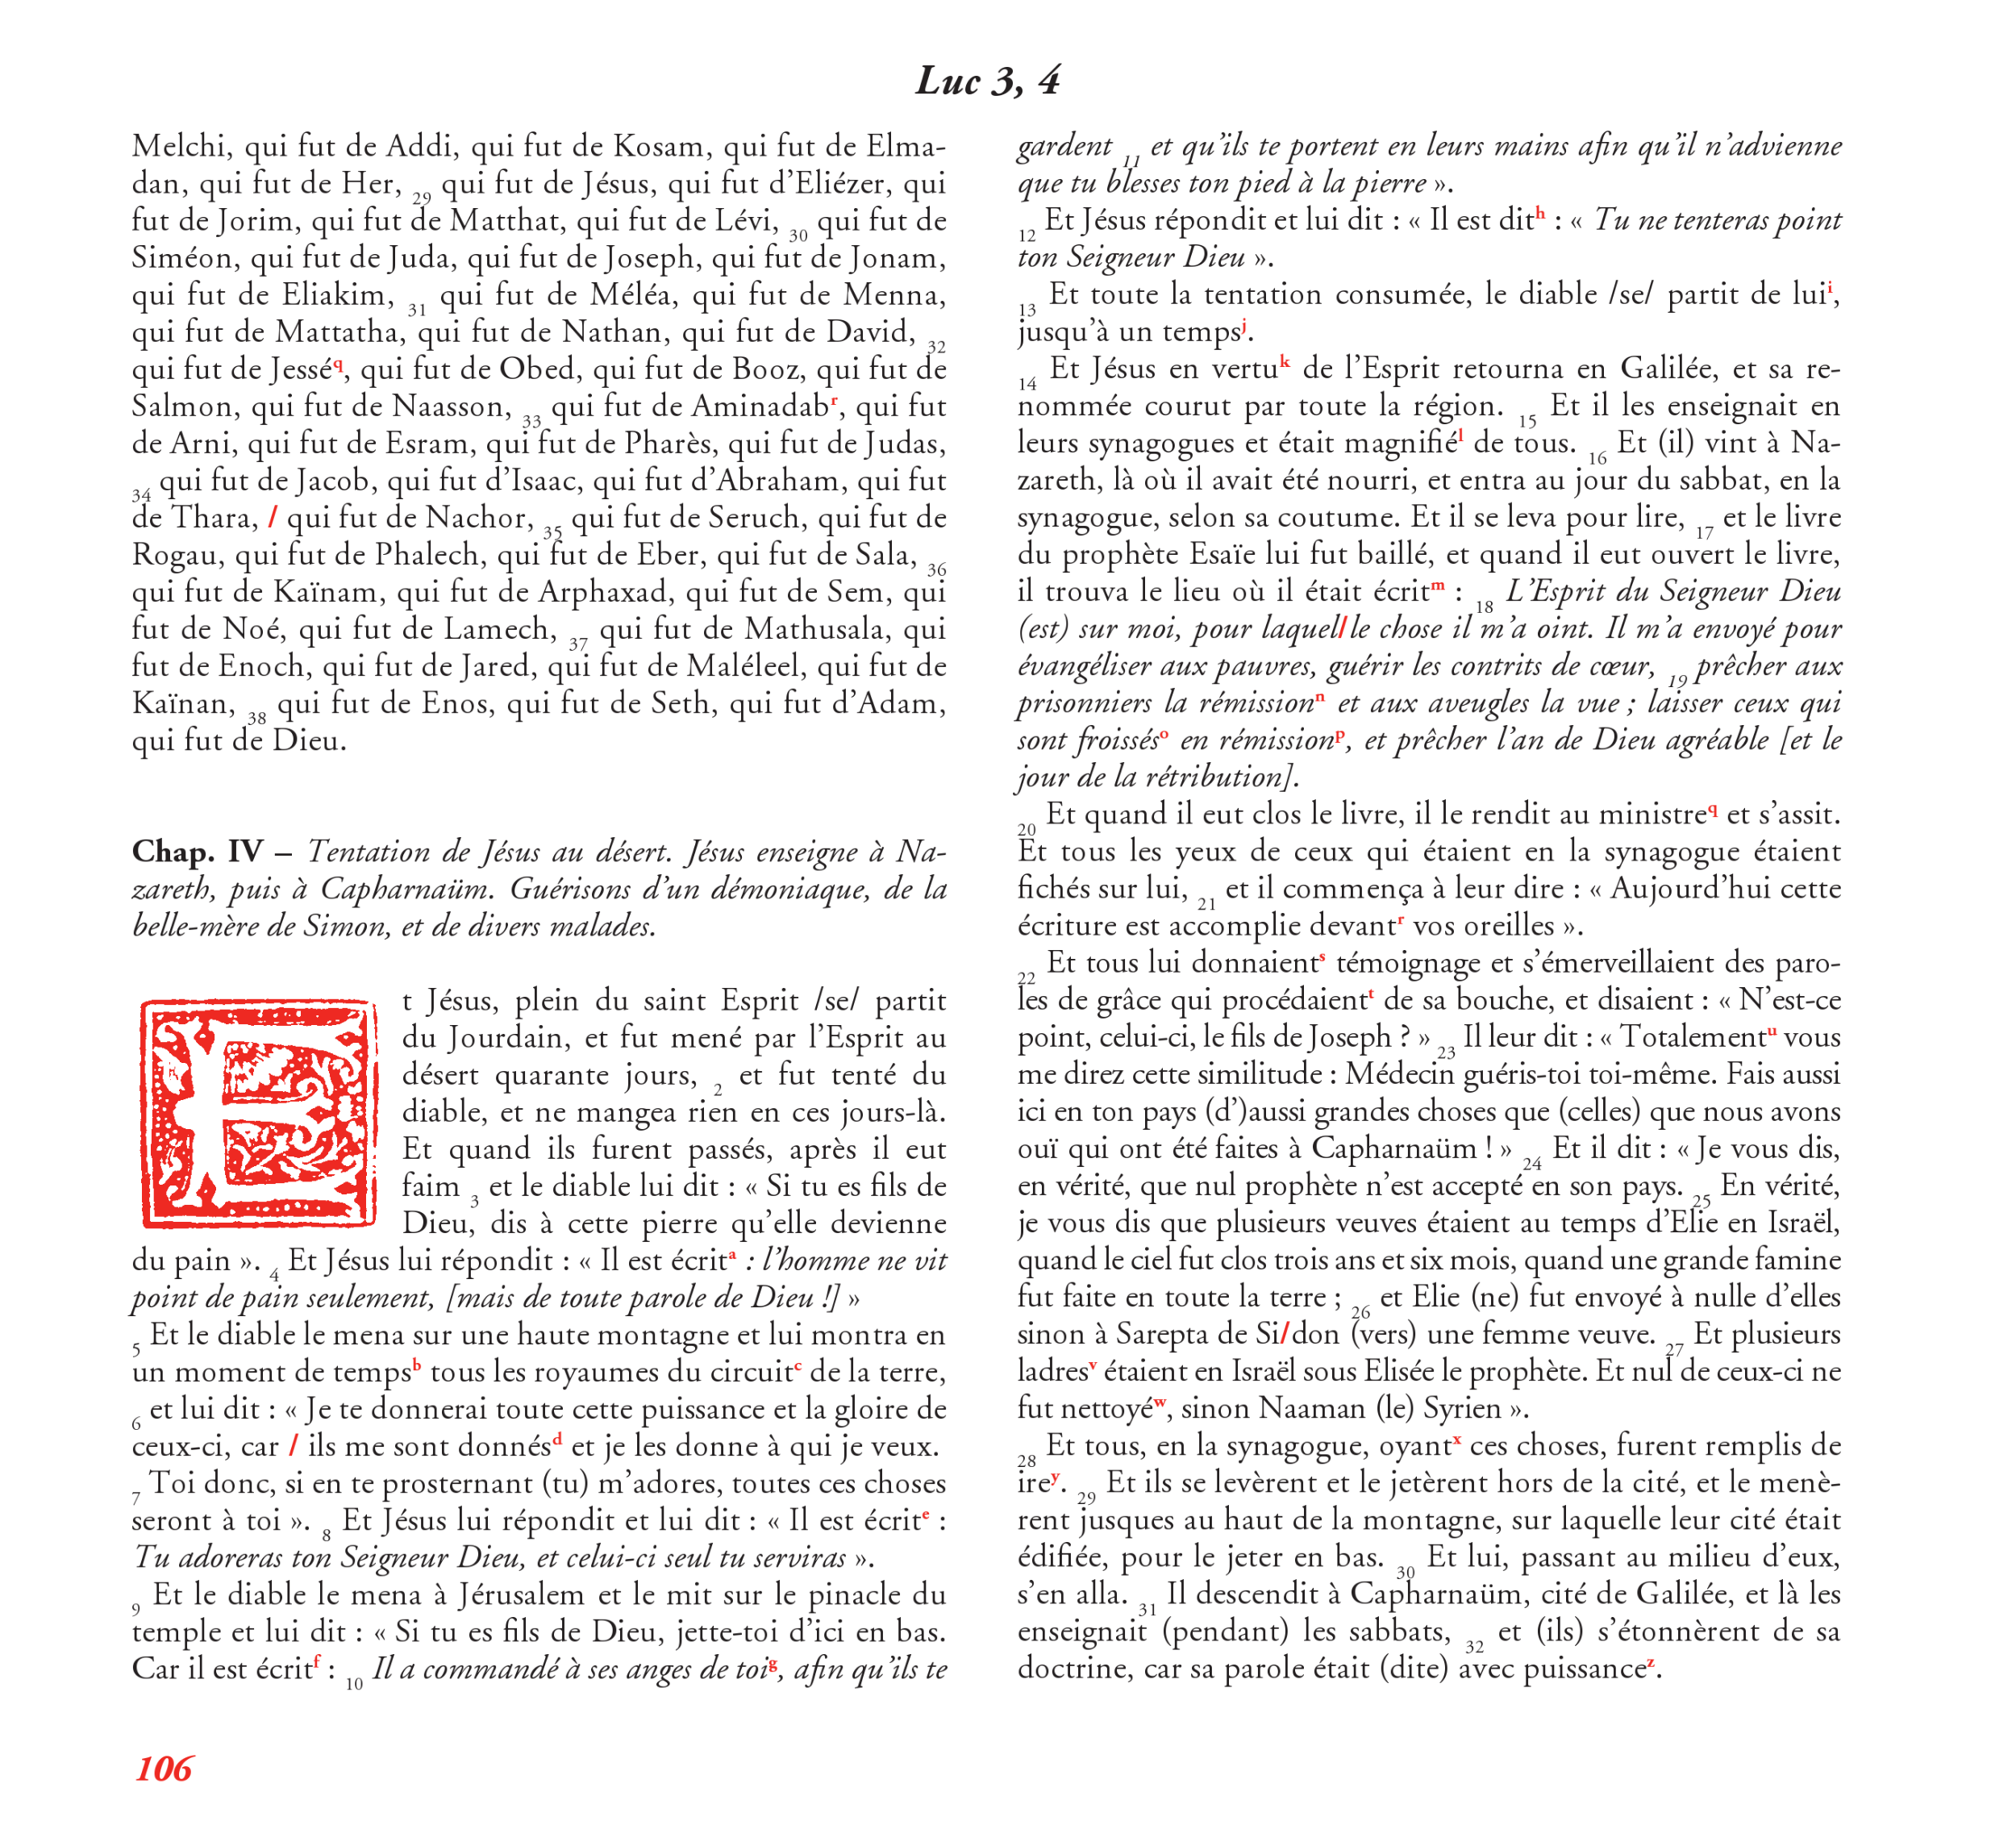 Luc 3, 4
Melchi, qui fut de Addi, qui fut de Kosam, qui fut de Elma-
dan, qui fut de Her, 29 qui fut de Jésus, qui fut d’Eliézer, qui
fut de Jorim, qui fut de Matthat, qui fut de Lévi, 30 qui fut de
Siméon, qui fut de Juda, qui fut de Joseph, qui fut de Jonam,
qui fut de Eliakim, 31 qui fut de Méléa, qui fut de Menna,
qui fut de Mattatha, qui fut de Nathan, qui fut de David, 32
qui fut de Jesséq, qui fut de Obed, qui fut de Booz, qui fut de
Salmon, qui fut de Naasson, 33 qui fut de Aminadabr, qui fut
de Arni, qui fut de Esram, qui fut de Pharès, qui fut de Judas,
34 qui fut de Jacob, qui fut d’Isaac, qui fut d’Abraham, qui fut
de Thara, / qui fut de Nachor, 35 qui fut de Seruch, qui fut de
Rogau, qui fut de Phalech, qui fut de Eber, qui fut de Sala, 36
qui fut de Kaïnam, qui fut de Arphaxad, qui fut de Sem, qui
fut de Noé, qui fut de Lamech, 37 qui fut de Mathusala, qui
fut de Enoch, qui fut de Jared, qui fut de Maléleel, qui fut de
Kaïnan, 38 qui fut de Enos, qui fut de Seth, qui fut d’Adam,
qui fut de Dieu.
Chap. IV – Tentation de Jésus au désert. Jésus enseigne à Na-
zareth, puis à Capharnaüm. Guérisons d’un démoniaque, de la
belle-mère de Simon, et de divers malades.
Et Jésus, plein du saint Esprit /se/ partit
du Jourdain, et fut mené par l’Esprit au
désert quarante jours, 2 et fut tenté du
diable, et ne mangea rien en ces jours-là.
Et quand ils furent passés, après il eut
faim 3 et le diable lui dit : « Si tu es fils de
Dieu, dis à cette pierre qu’elle devienne
du pain ». 4 Et Jésus lui répondit : « Il est écrita : l’homme ne vit
point de pain seulement, [mais de toute parole de Dieu !] »
5 Et le diable le mena sur une haute montagne et lui montra en
un moment de tempsb tous les royaumes du circuitc de la terre,
6 et lui dit : « Je te donnerai toute cette puissance et la gloire de
ceux-ci, car / ils me sont donnésd et je les donne à qui je veux.
7 Toi donc, si en te prosternant (tu) m’adores, toutes ces choses
seront à toi ». 8 Et Jésus lui répondit et lui dit : « Il est écrite :
Tu adoreras ton Seigneur Dieu, et celui-ci seul tu serviras ».
9 Et le diable le mena à Jérusalem et le mit sur le pinacle du
temple et lui dit : « Si tu es fils de Dieu, jette-toi d’ici en bas.
Car il est écritf : 10 Il a commandé à ses anges de toig, afin qu’ils te
gardent 11 et qu’ils te portent en leurs mains afin qu’il n’advienne
que tu blesses ton pied à la pierre ».
12 Et Jésus répondit et lui dit : « Il est dith : « Tu ne tenteras point
ton Seigneur Dieu ».
13 Et toute la tentation consumée, le diable /se/ partit de luii,
jusqu’à un tempsj.
14 Et Jésus en vertuk de l’Esprit retourna en Galilée, et sa re-
nommée courut par toute la région. 15 Et il les enseignait en
leurs synagogues et était magnifiél de tous. 16 Et (il) vint à Na-
zareth, là où il avait été nourri, et entra au jour du sabbat, en la
synagogue, selon sa coutume. Et il se leva pour lire, 17 et le livre
du prophète Esaïe lui fut baillé, et quand il eut ouvert le livre,
il trouva le lieu où il était écritm : 18 L’Esprit du Seigneur Dieu
(est) sur moi, pour laquel/le chose il m’a oint. Il m’a envoyé pour
évangéliser aux pauvres, guérir les contrits de cœur, 19 prêcher aux
prisonniers la rémissionn et aux aveugles la vue ; laisser ceux qui
sont froisséso en rémissionp, et prêcher l’an de Dieu agréable [et le
jour de la rétribution].
20 Et quand il eut clos le livre, il le rendit au ministreq et s’assit.
Et tous les yeux de ceux qui étaient en la synagogue étaient
fichés sur lui, 21 et il commença à leur dire : « Aujourd’hui cette
écriture est accomplie devantr vos oreilles ».
22 Et tous lui donnaients témoignage et s’émerveillaient des paro-
les de grâce qui procédaientt de sa bouche, et disaient : « N’est-ce
point, celui-ci, le fils de Joseph ? » 23 Il leur dit : « Totalementu vous
me direz cette similitude : Médecin guéris-toi toi-même. Fais aussi
ici en ton pays (d’)aussi grandes choses que (celles) que nous avons
ouï qui ont été faites à Capharnaüm ! » 24 Et il dit : « Je vous dis,
en vérité, que nul prophète n’est accepté en son pays. 25 En vérité,
je vous dis que plusieurs veuves étaient au temps d’Elie en Israël,
quand le ciel fut clos trois ans et six mois, quand une grande famine
fut faite en toute la terre ; 26 et Elie (ne) fut envoyé à nulle d’elles
sinon à Sarepta de Si/don (vers) une femme veuve. 27 Et plusieurs
ladresv étaient en Israël sous Elisée le prophète. Et nul de ceux-ci ne
fut nettoyéw, sinon Naaman (le) Syrien ».
28 Et tous, en la synagogue, oyantx ces choses, furent remplis de
irey. 29 Et ils se levèrent et le jetèrent hors de la cité, et le menè-
rent jusques au haut de la montagne, sur laquelle leur cité était
édifiée, pour le jeter en bas. 30 Et lui, passant au milieu d’eux,
s’en alla. 31 Il descendit à Capharnaüm, cité de Galilée, et là les
enseignait (pendant) les sabbats, 32 et (ils) s’étonnèrent de sa
doctrine, car sa parole était (dite) avec puissancez.
106